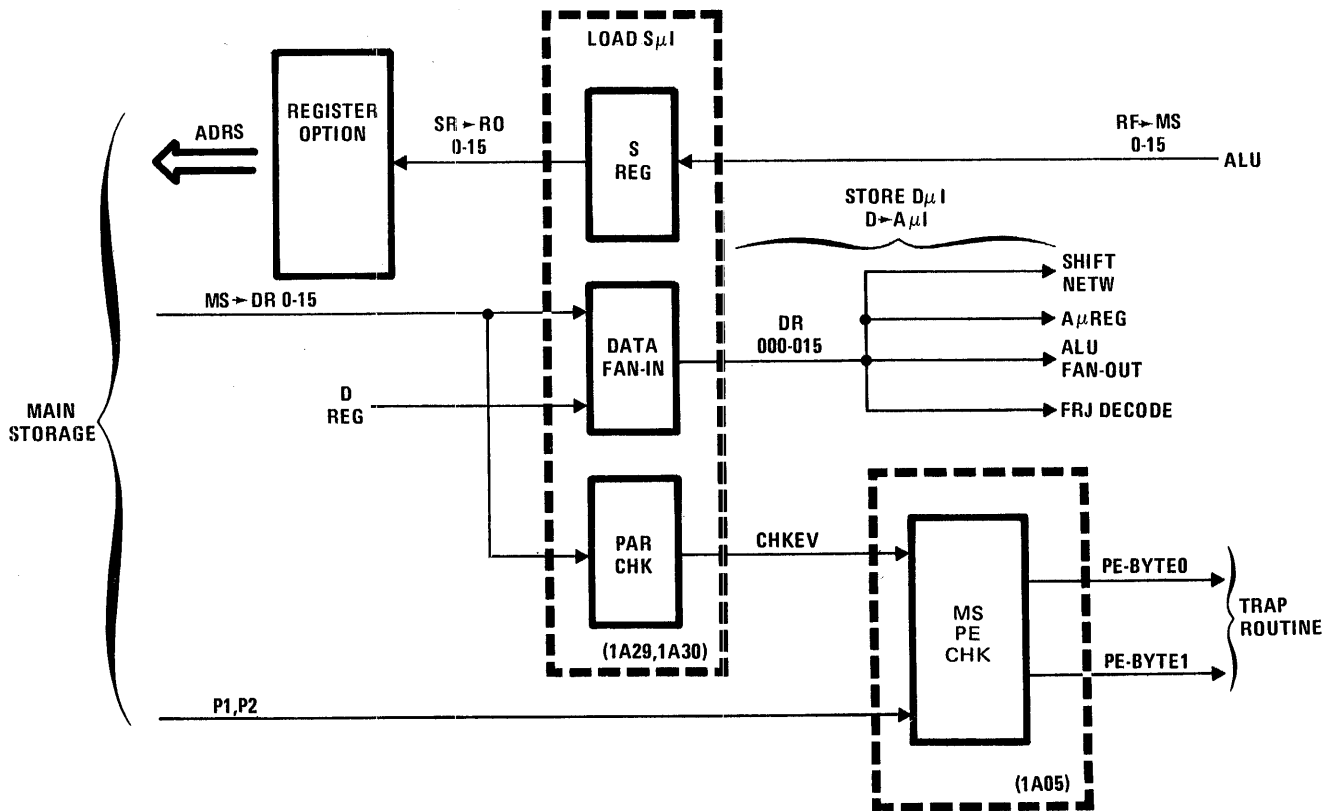 LOAD SμI
REGISTER
OPTION
ADRS
SR→RO
0-15
S
REG
RF→MS
0-15
ALU
STORE DμI
D→AμI
SHIFT
NETW
MS→DR 0-15
AμREG
DATA
FAN-IN
DR
000-015
ALU
FAN-OUT
D
REG
FRJ DECODE
MAIN
STORAGE
PAR
CHK
CHKEV
(1A29,1A30)
MS
PE
CHK
PE-BYTE0
TRAP
ROUTINE
PE-BYTE1
P1,P2
(1A05)